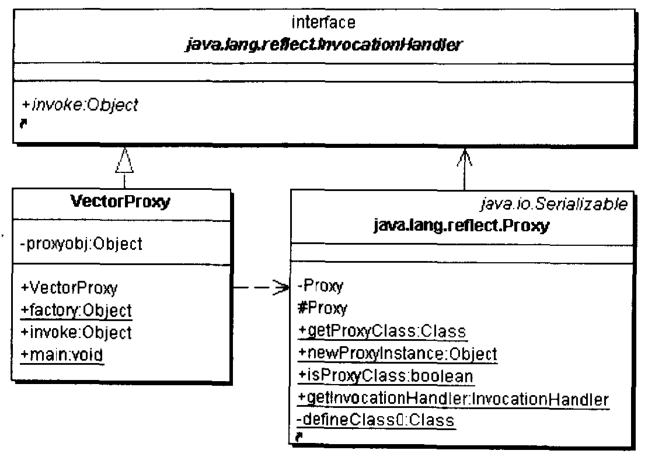 interface
java.lang.reflect.InvocationHandler
+invoke:Object
VectorProxy
-proxyobj:Object
+VectorProxy
+factory:Object
+invoke:Object
+main:void
java.io.Serializable
java.lang.reflect.Proxy
-Proxy
#Proxy
+getProxyClass:Class
+newProxyInstance:Object
+isProxyClass:boolean
+getInvocationHandler:InvocationHandler
-defineClass0:Class